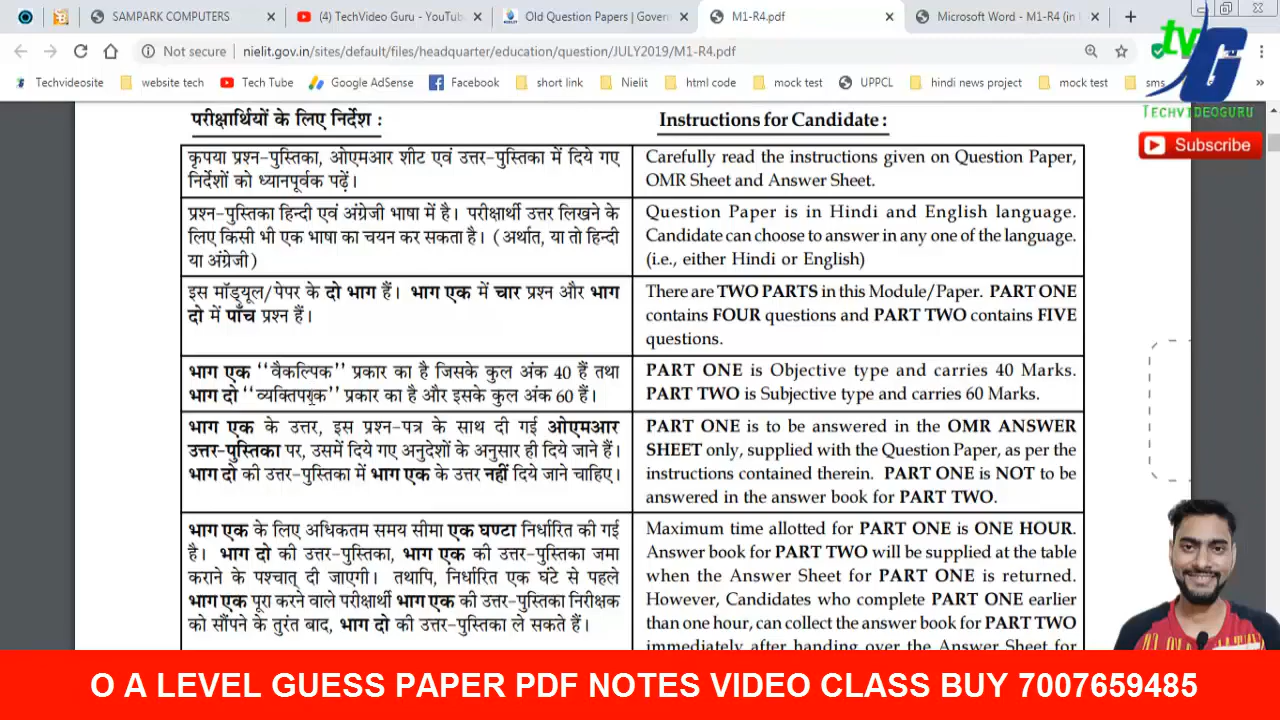 SAMPARK COMPUTERS
(4) TechVideo Guru - YouTube
Old Question Papers | Gover
M1-R4.pdf
Microsoft Word - M1-R4 (in
Not secure
nielit.gov.in/sites/default/files/headquarter/education/question/JULY2019/M1-R4.pdf
Techvideosite
website tech
Tech Tube
Google AdSense
Facebook
short link
Nielit
html code
mock test
UPPCL
hindi news project
mock test
sms
tv
G
TECHVIDEOGURU
Subscribe
परीक्षार्थियों के लिए निर्देश :
Instructions for Candidate :
कृपया प्रश्न-पुस्तिका, ओएमआर शीट एवं उत्तर-पुस्तिका में दिये गए
निर्देशों को ध्यानपूर्वक पढ़ें।
Carefully read the instructions given on Question Paper,
OMR Sheet and Answer Sheet.
प्रश्न-पुस्तिका हिन्दी एवं अंग्रेजी भाषा में है। परीक्षार्थी उत्तर लिखने के
लिए किसी भी एक भाषा का चयन कर सकता है। (अर्थात, या तो हिन्दी
या अंग्रेजी)
Question Paper is in Hindi and English language.
Candidate can choose to answer in any one of the language.
(i.e., either Hindi or English)
इस मॉड्यूल/पेपर के दो भाग हैं। भाग एक में चार प्रश्न और भाग
दो में पाँच प्रश्न हैं।
There are TWO PARTS in this Module/Paper. PART ONE
contains FOUR questions and PART TWO contains FIVE
questions.
भाग एक "वैकल्पिक" प्रकार का है जिसके कुल अंक 40 हैं तथा
भाग दो "व्यक्तिपरक" प्रकार का है और इसके कुल अंक 60 हैं।
PART ONE is Objective type and carries 40 Marks.
PART TWO is Subjective type and carries 60 Marks.
भाग एक के उत्तर, इस प्रश्न-पत्र के साथ दी गई ओएमआर
उत्तर-पुस्तिका पर, उसमें दिये गए अनुदेशों के अनुसार ही दिये जाने हैं।
भाग दो की उत्तर-पुस्तिका में भाग एक के उत्तर नहीं दिये जाने चाहिए।
PART ONE is to be answered in the OMR ANSWER
SHEET only, supplied with the Question Paper, as per the
instructions contained therein. PART ONE is NOT to be
answered in the answer book for PART TWO.
भाग एक के लिए अधिकतम समय सीमा एक घण्टा निर्धारित की गई
है। भाग दो की उत्तर-पुस्तिका, भाग एक की उत्तर-पुस्तिका जमा
कराने के पश्चात् दी जाएगी। तथापि, निर्धारित एक घंटे से पहले
भाग एक पूरा करने वाले परीक्षार्थी भाग एक की उत्तर-पुस्तिका निरीक्षक
को सौंपने के तुरंत बाद, भाग दो की उत्तर-पुस्तिका ले सकते हैं।
Maximum time allotted for PART ONE is ONE HOUR.
Answer book for PART TWO will be supplied at the table
when the Answer Sheet for PART ONE is returned.
However, Candidates who complete PART ONE earlier
than one hour, can collect the answer book for PART TWO
immediately after handing over the Answer Sheet for
O A LEVEL GUESS PAPER PDF NOTES VIDEO CLASS BUY 7007659485